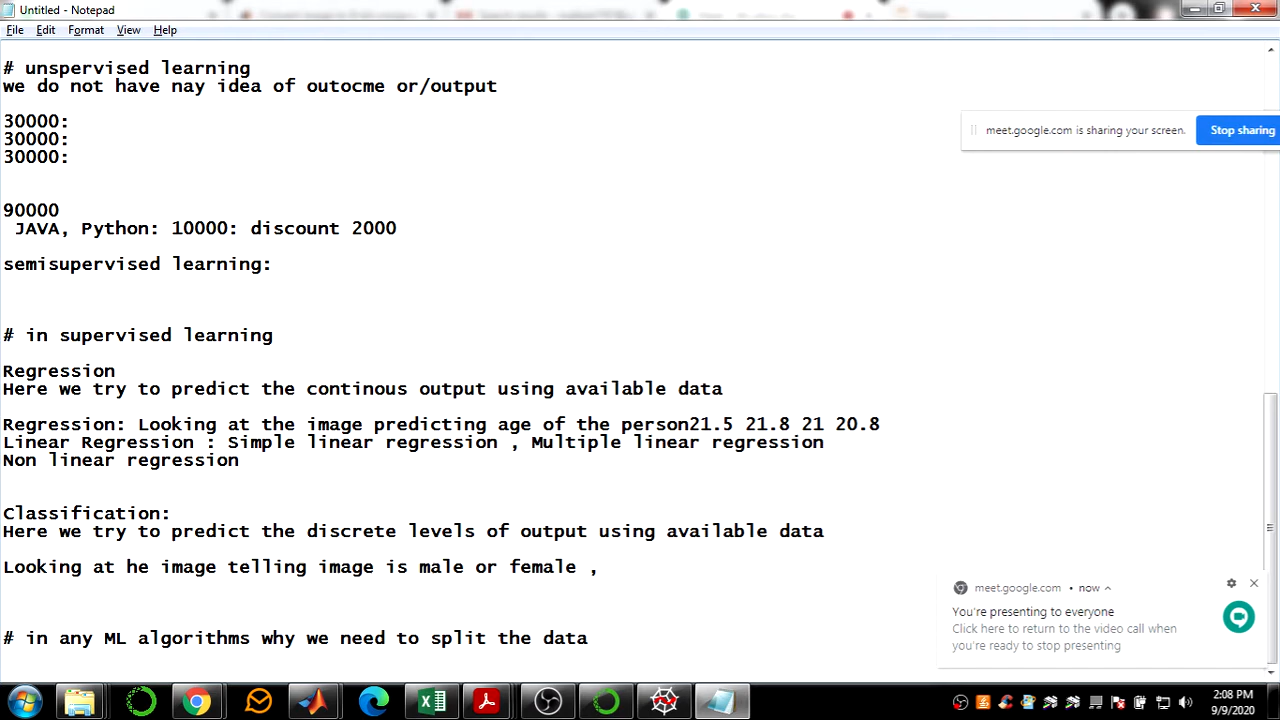 Untitled - Notepad
File Edit Format View Help
# unspervised learning
we do not have nay idea of outocme or/output
30000:
30000:
30000:
meet.google.com is sharing your screen. Stop sharing
90000
JAVA, Python: 10000: discount 2000
semisupervised learning:
# in supervised learning
Regression
Here we try to predict the continous output using available data
Regression: Looking at the image predicting age of the person21.5 21.8 21 20.8
Linear Regression : Simple linear regression , Multiple linear regression
Non linear regression
Classification:
Here we try to predict the discrete levels of output using available data
Looking at he image telling image is male or female ,
meet.google.com • now
You're presenting to everyone
Click here to return to the video call when
you're ready to stop presenting
# in any ML algorithms why we need to split the data
2:08 PM
9/9/2020